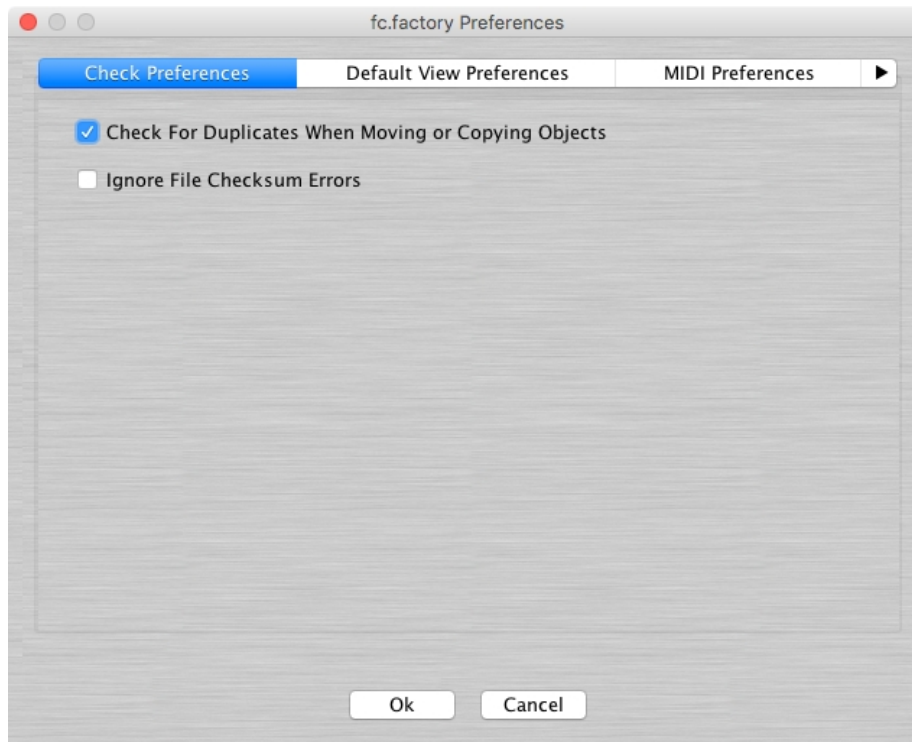 fc.factory Preferences
Check Preferences Default View Preferences MIDI Preferences
Check For Duplicates When Moving or Copying Objects
Ignore File Checksum Errors
Ok Cancel